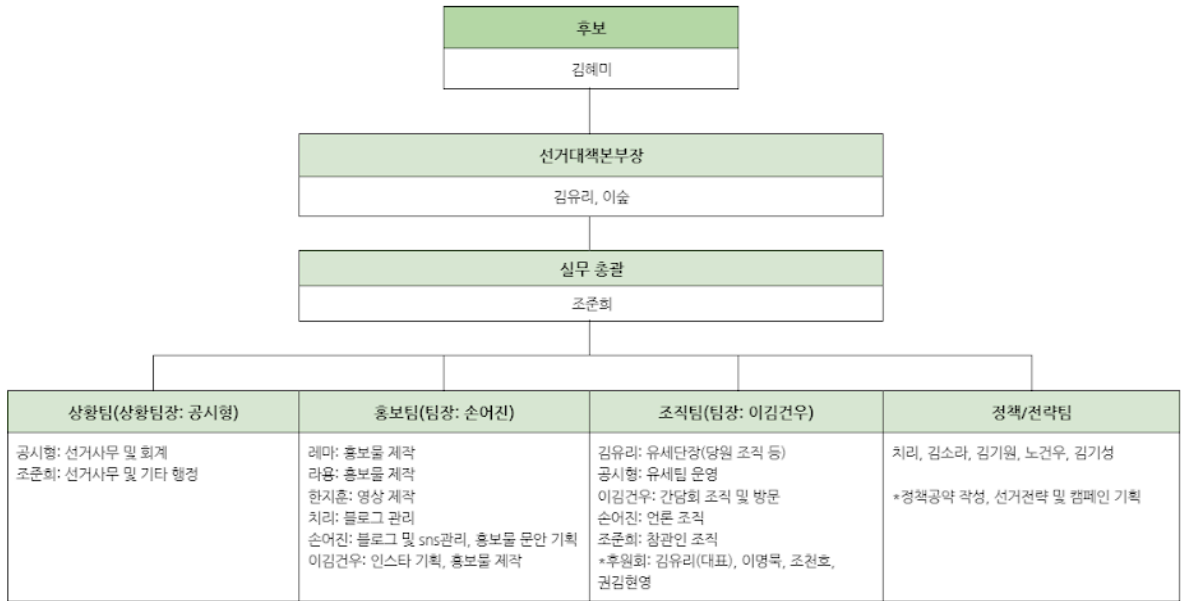 후보
김혜미
선거대책본부장
김유리, 이숲
실무 총괄
조준희
상황팀(상황팀장: 공시형)
공시형: 선거사무 및 회계
조준희: 선거사무 및 기타 행정
홍보팀(팀장: 손어진)
레마: 홍보물 제작
라용: 홍보물 제작
한지훈: 영상 제작
치리: 블로그 관리
손어진: 블로그 및 sns관리, 홍보물 문안 기획
이김건우: 인스타 기획, 홍보물 제작
조직팀(팀장: 이김건우)
김유리: 유세단장(당원 조직 등)
공시형: 유세팀 운영
이김건우: 간담회 조직 및 방문
손어진: 언론 조직
조준희: 참관인 조직
*후원회: 김유리(대표), 이명묵, 조천호,
권김현영
정책/전략팀
치리, 김소라, 김기원, 노건우, 김기성
*정책공약 작성, 선거전략 및 캠페인 기획